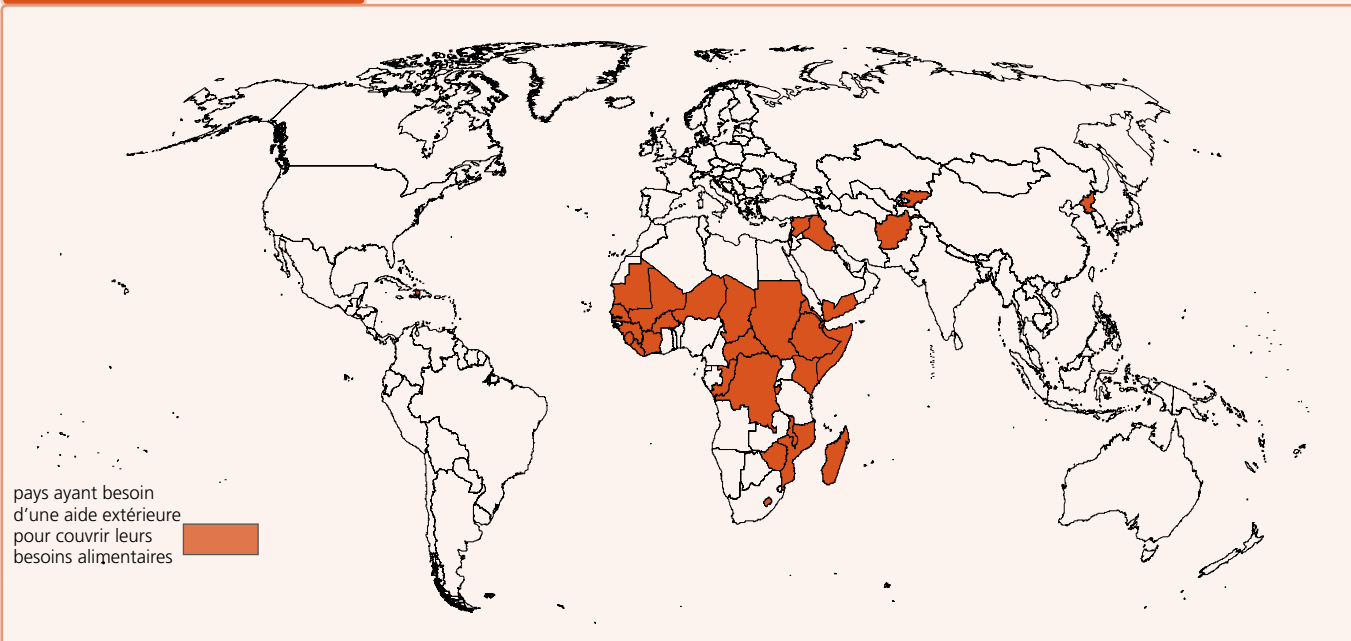 pays ayant besoin
d'une aide extérieure
pour couvrir leurs
besoins alimentaires